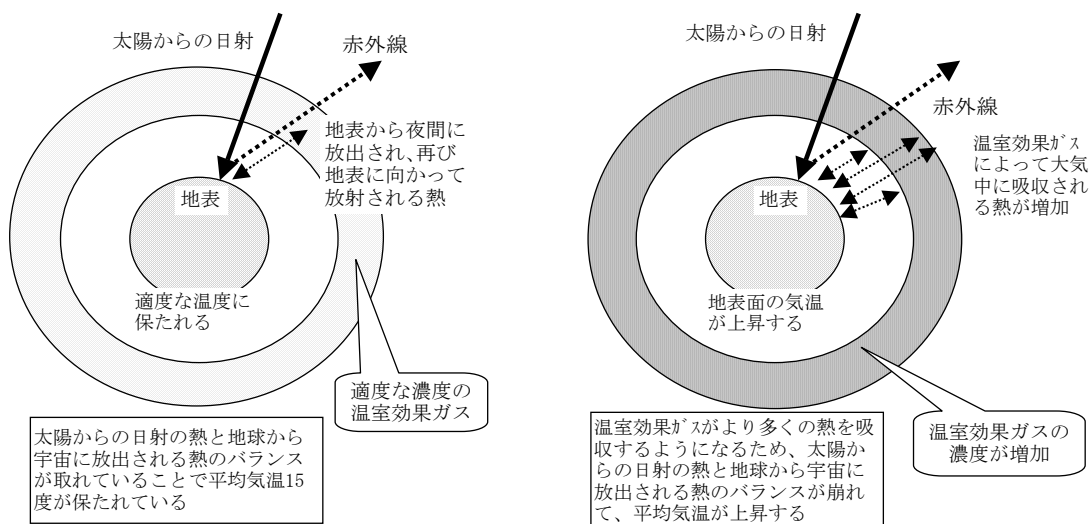 太陽からの日射
赤外線
地表から夜間に
放出され、再び
地表に向かって
放射される熱
地表
適度な温度に
保たれる
適度な濃度の
温室効果ガス
太陽からの日射の熱と地球から
宇宙に放出される熱のバランス
が取れていることで平均気温15
度が保たれている
太陽からの日射
赤外線
温室効果ｶﾞｽ
によって大気
中に吸収され
る熱が増加
地表
地表面の気温
が上昇する
温室効果ガスの
濃度が増加
温室効果ｶﾞｽがより多くの熱を吸
収するようになるため、太陽か
らの日射の熱と地球から宇宙に
放出される熱のバランスが崩れ
て、平均気温が上昇する